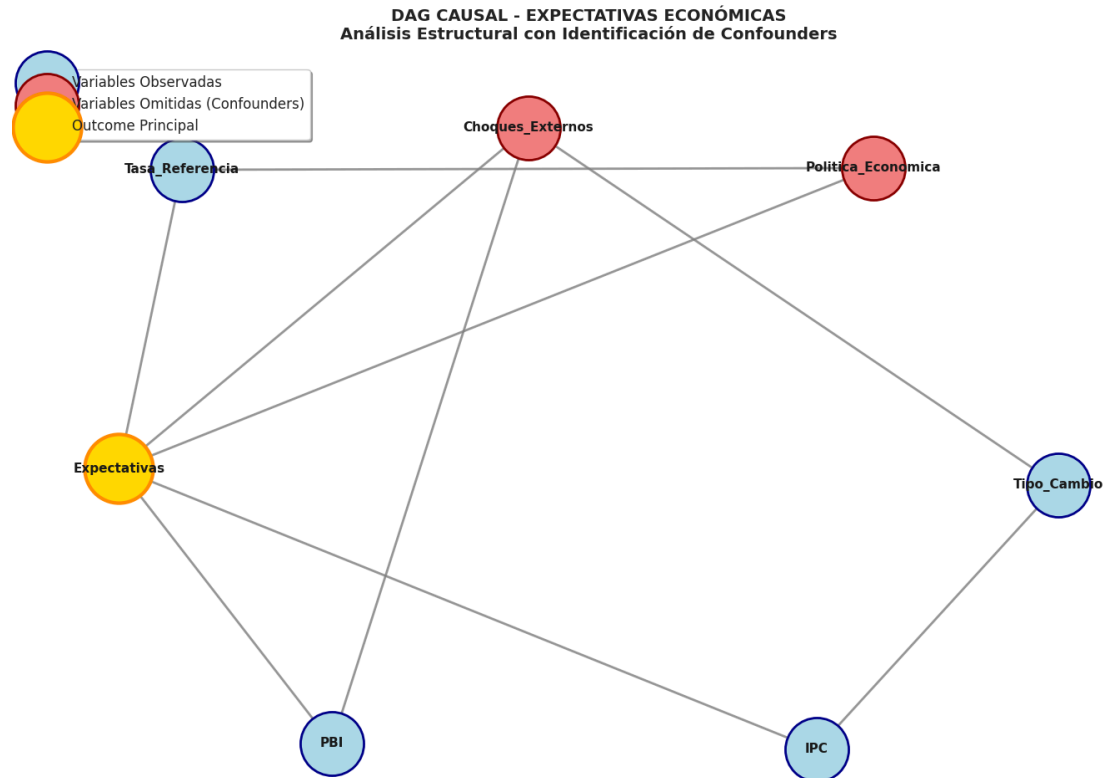 DAG CAUSAL - EXPECTATIVAS ECONÓMICAS
Análisis Estructural con Identificación de Confounders
Variables Observadas
Variables Omitidas (Confounders)
Outcome Principal
Choques_Externos
Tasa_Referencia
Politica_Economica
Expectativas
Tipo_Cambio
PBI
IPC